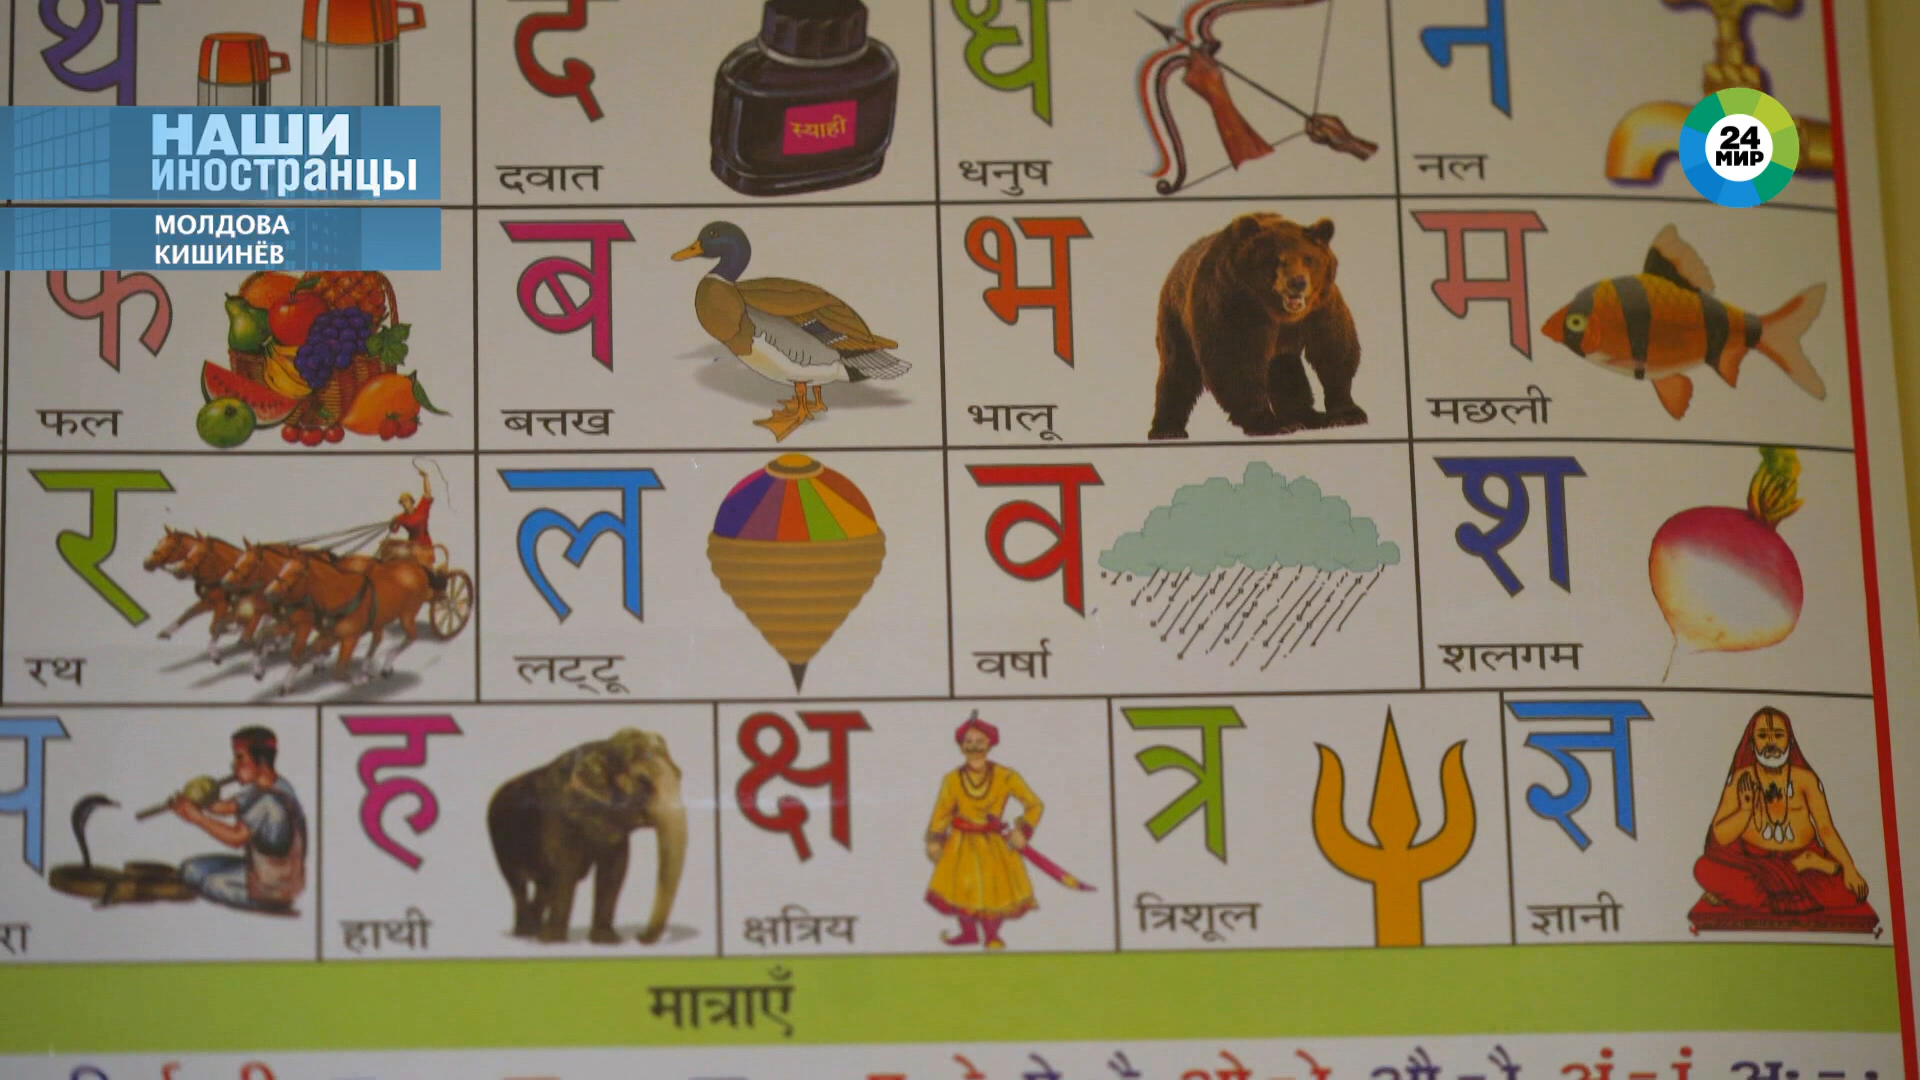 थ
द
ध
न
स्याही
24
МИР
НАШИ
ИНОСТРАНЦЫ
दवात
धनुष
नल
МОЛДОВА
КИШИНЁВ
फ
ब
भ
म
फल
बत्तख
भालू
मछली
र
ल
व
श
रथ
लट्टू
वर्षा
शलगम
ह
क्ष
त्र
ज्ञ
रा
हाथी
क्षत्रिय
त्रिशूल
ज्ञानी
मात्राएँ